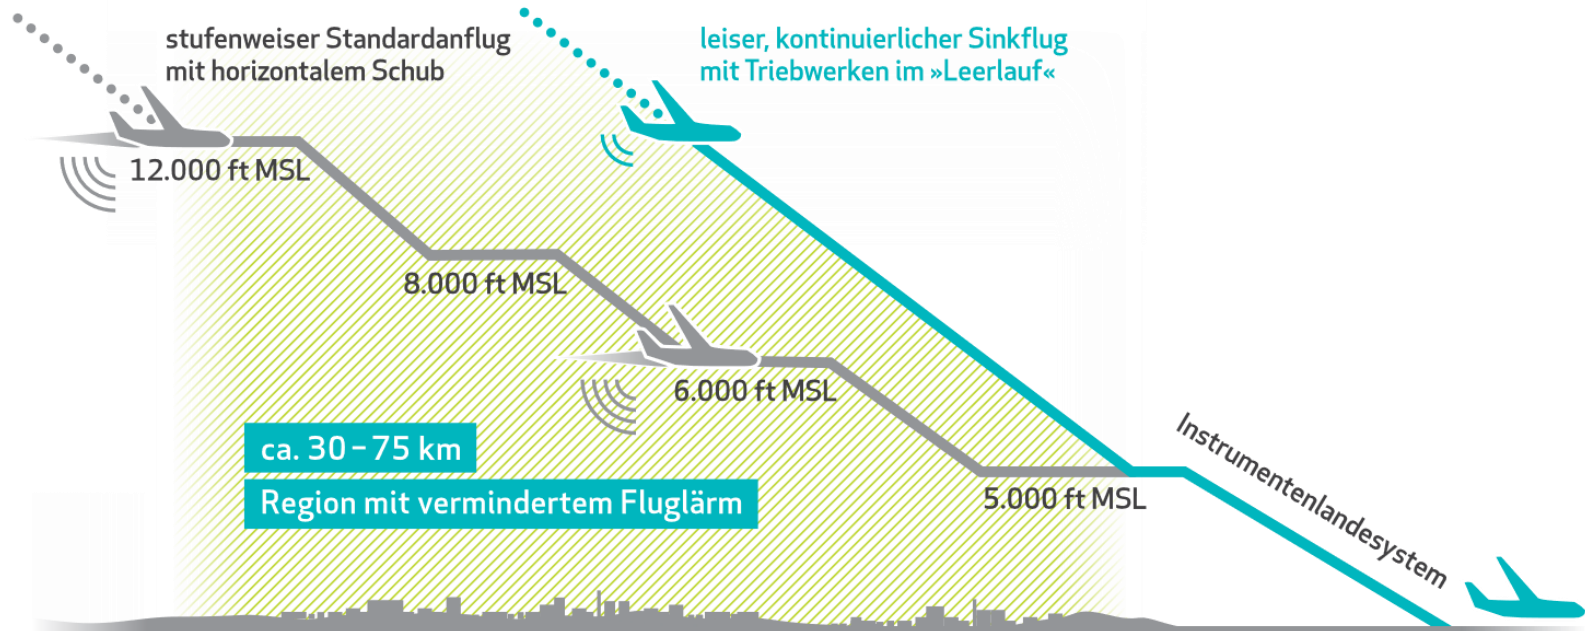 stufenweiser Standardanflug
mit horizontalem Schub
leiser, kontinuierlicher Sinkflug
mit Triebwerken im »Leerlauf«
12.000 ft MSL
8.000 ft MSL
6.000 ft MSL
ca. 30 – 75 km
Region mit vermindertem Fluglärm
5.000 ft MSL
Instrumentenlandesystem